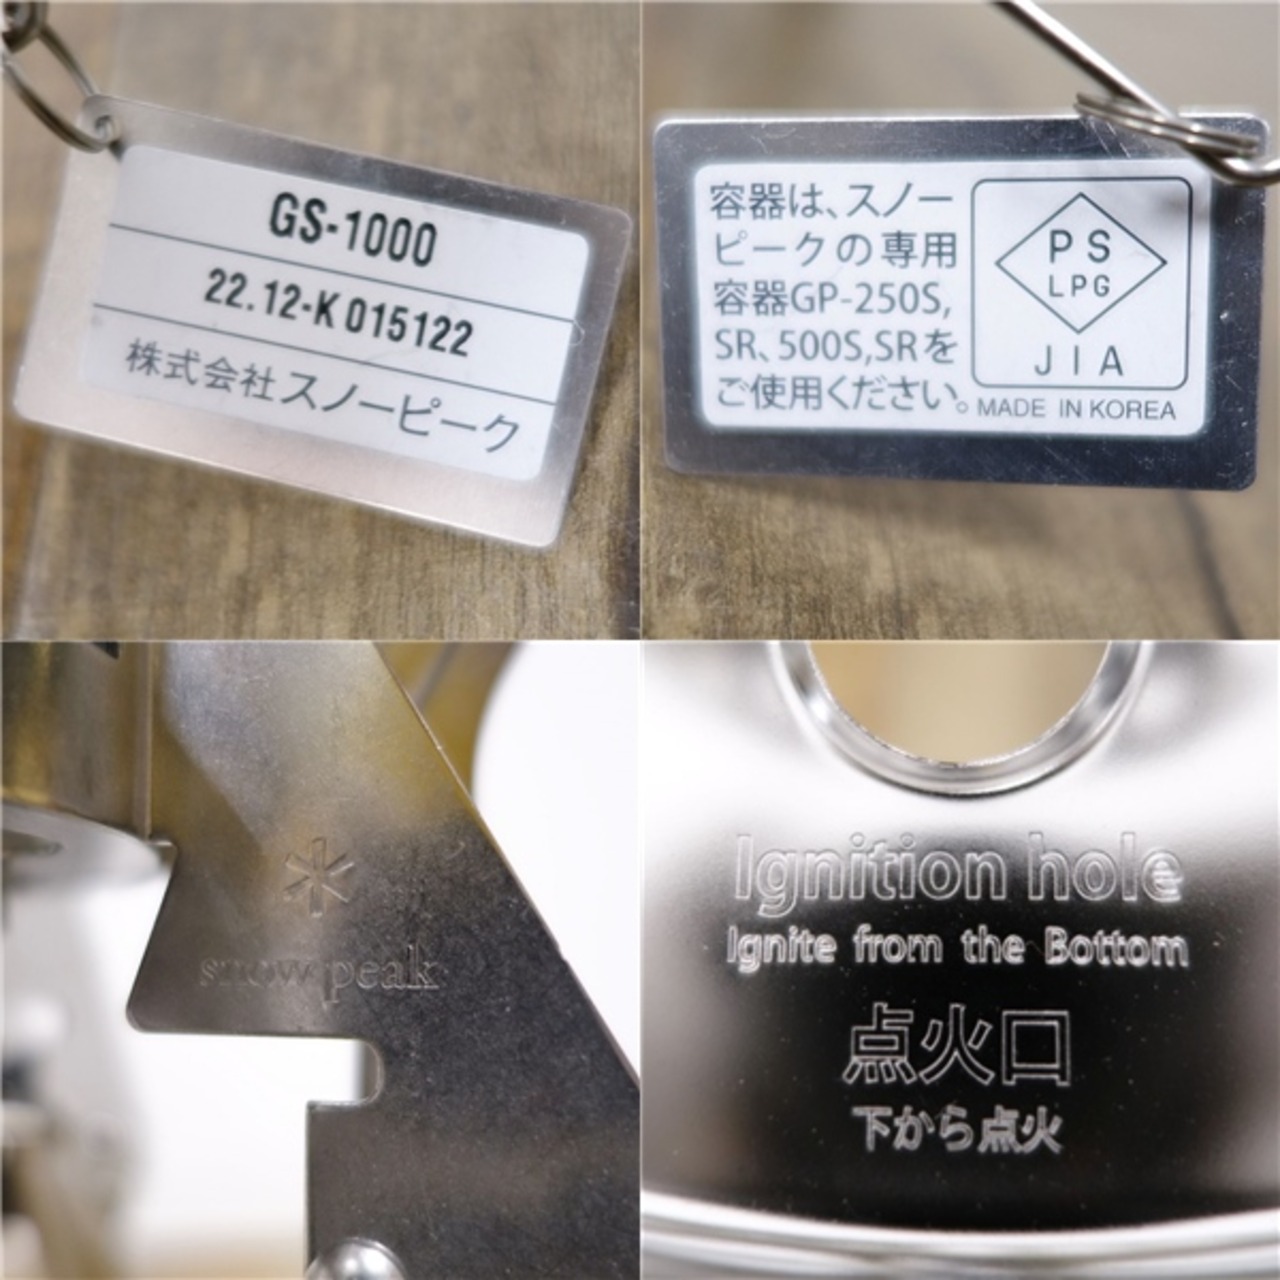 GS-1000
22.12-K 015122
株式会社スノーピーク
容器は、スノー
ピークの専用
容器GP-250S,
SR、500S,SRを
ご使用ください。
PS
LPG
JIA
MADE IN KOREA
snow peak
Ignition hole
Ignite from the Bottom
点火口
下から点火